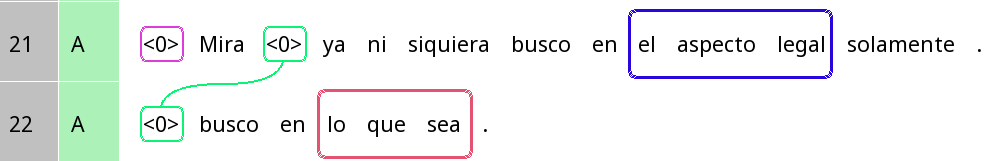 21 A <0> Mira <0> ya ni siquiera busco en el aspecto legal solamente .
22 A <0> busco en lo que sea .